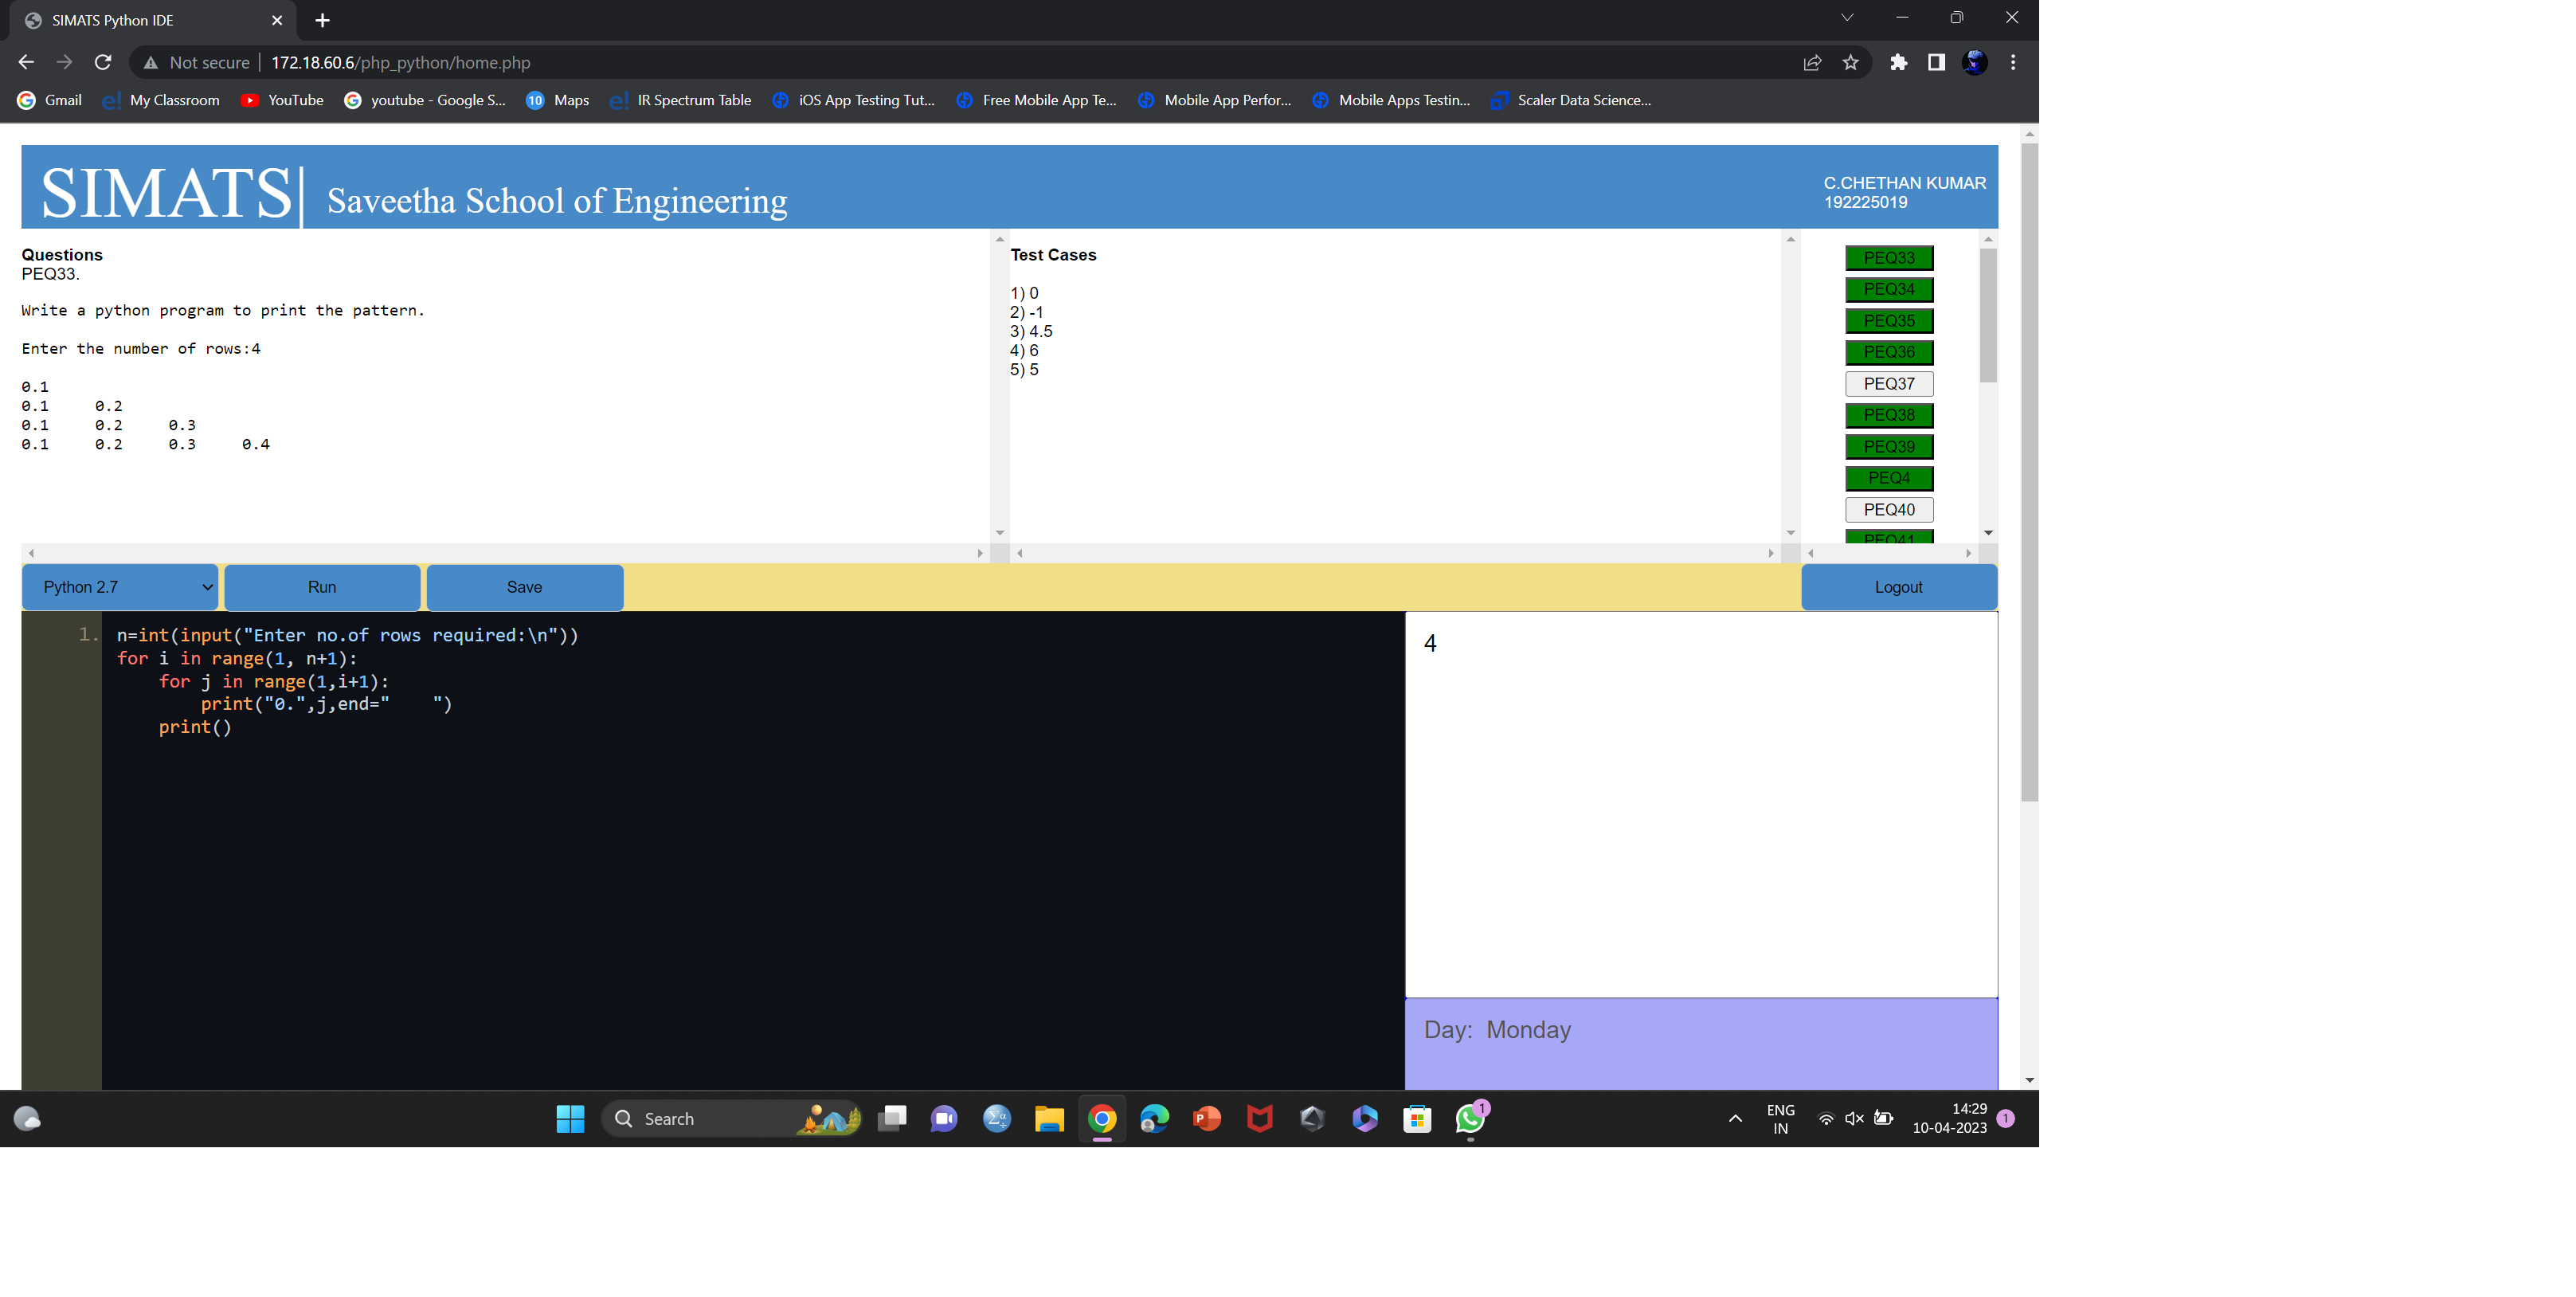 SIMATS Python IDE
Not secure | 172.18.60.6/php_python/home.php
Gmail My Classroom YouTube youtube - Google S... 10 Maps IR Spectrum Table iOS App Testing Tut... Free Mobile App Te... Mobile App Perfor... Mobile Apps Testin... Scaler Data Science...
SIMATS| Saveetha School of Engineering
C.CHETHAN KUMAR
192225019
Questions
PEQ33.
Write a python program to print the pattern.
Enter the number of rows:4
0.1
0.1 0.2
0.1 0.2 0.3
0.1 0.2 0.3 0.4
Test Cases
1) 0
2) -1
3) 4.5
4) 6
5) 5
PEQ33
PEQ34
PEQ35
PEQ36
PEQ37
PEQ38
PEQ39
PEQ4
PEQ40
PEQ41
Python 2.7 Run Save Logout
1. n=int(input("Enter no.of rows required:\n"))
for i in range(1, n+1):
    for j in range(1,i+1):
        print("0.",j,end="    ")
    print()
4
Day: Monday
Search
1
ENG
IN
14:29
10-04-2023
1